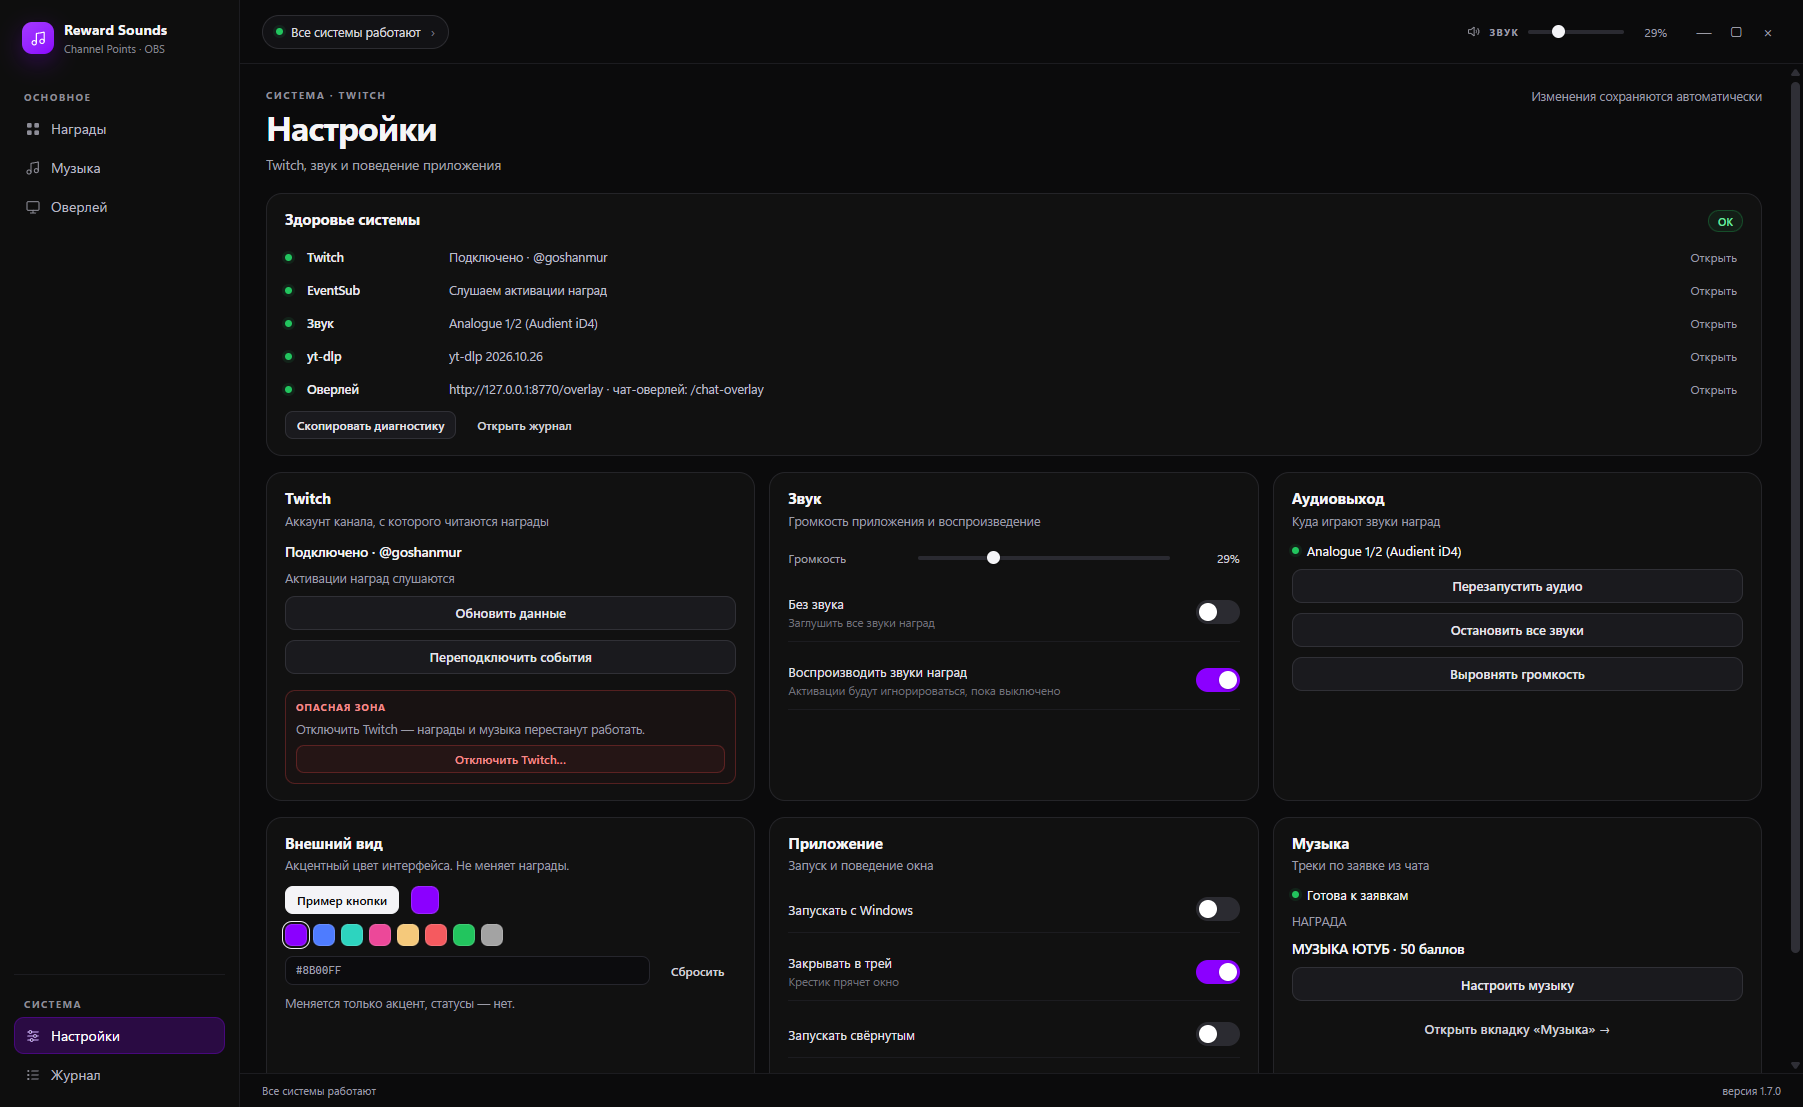 Reward Sounds
Channel Points · OBS
ОСНОВНОЕ
Награды
Музыка
Оверлей
СИСТЕМА
Настройки
Журнал
Все системы работают ›
ЗВУК
29%
СИСТЕМА · TWITCH
Изменения сохраняются автоматически
Настройки
Twitch, звук и поведение приложения
Здоровье системы
OK
Twitch Подключено · @goshanmur Открыть
EventSub Слушаем активации наград Открыть
Звук Analogue 1/2 (Audient iD4) Открыть
yt-dlp yt-dlp 2026.10.26 Открыть
Оверлей http://127.0.0.1:8770/overlay · чат-оверлей: /chat-overlay Открыть
Скопировать диагностику Открыть журнал
Twitch
Аккаунт канала, с которого читаются награды
Подключено · @goshanmur
Активации наград слушаются
Обновить данные
Переподключить события
ОПАСНАЯ ЗОНА
Отключить Twitch — награды и музыка перестанут работать.
Отключить Twitch...
Звук
Громкость приложения и воспроизведение
Громкость 29%
Без звука
Заглушить все звуки наград
Воспроизводить звуки наград
Активации будут игнорироваться, пока выключено
Аудиовыход
Куда играют звуки наград
Analogue 1/2 (Audient iD4)
Перезапустить аудио
Остановить все звуки
Выровнять громкость
Внешний вид
Акцентный цвет интерфейса. Не меняет награды.
Пример кнопки
#8B00FF
Сбросить
Меняется только акцент, статусы — нет.
Приложение
Запуск и поведение окна
Запускать с Windows
Закрывать в трей
Крестик прячет окно
Запускать свёрнутым
Музыка
Треки по заявке из чата
Готова к заявкам
НАГРАДА
МУЗЫКА ЮТУБ · 50 баллов
Настроить музыку
Открыть вкладку «Музыка» →
Все системы работают
версия 1.7.0